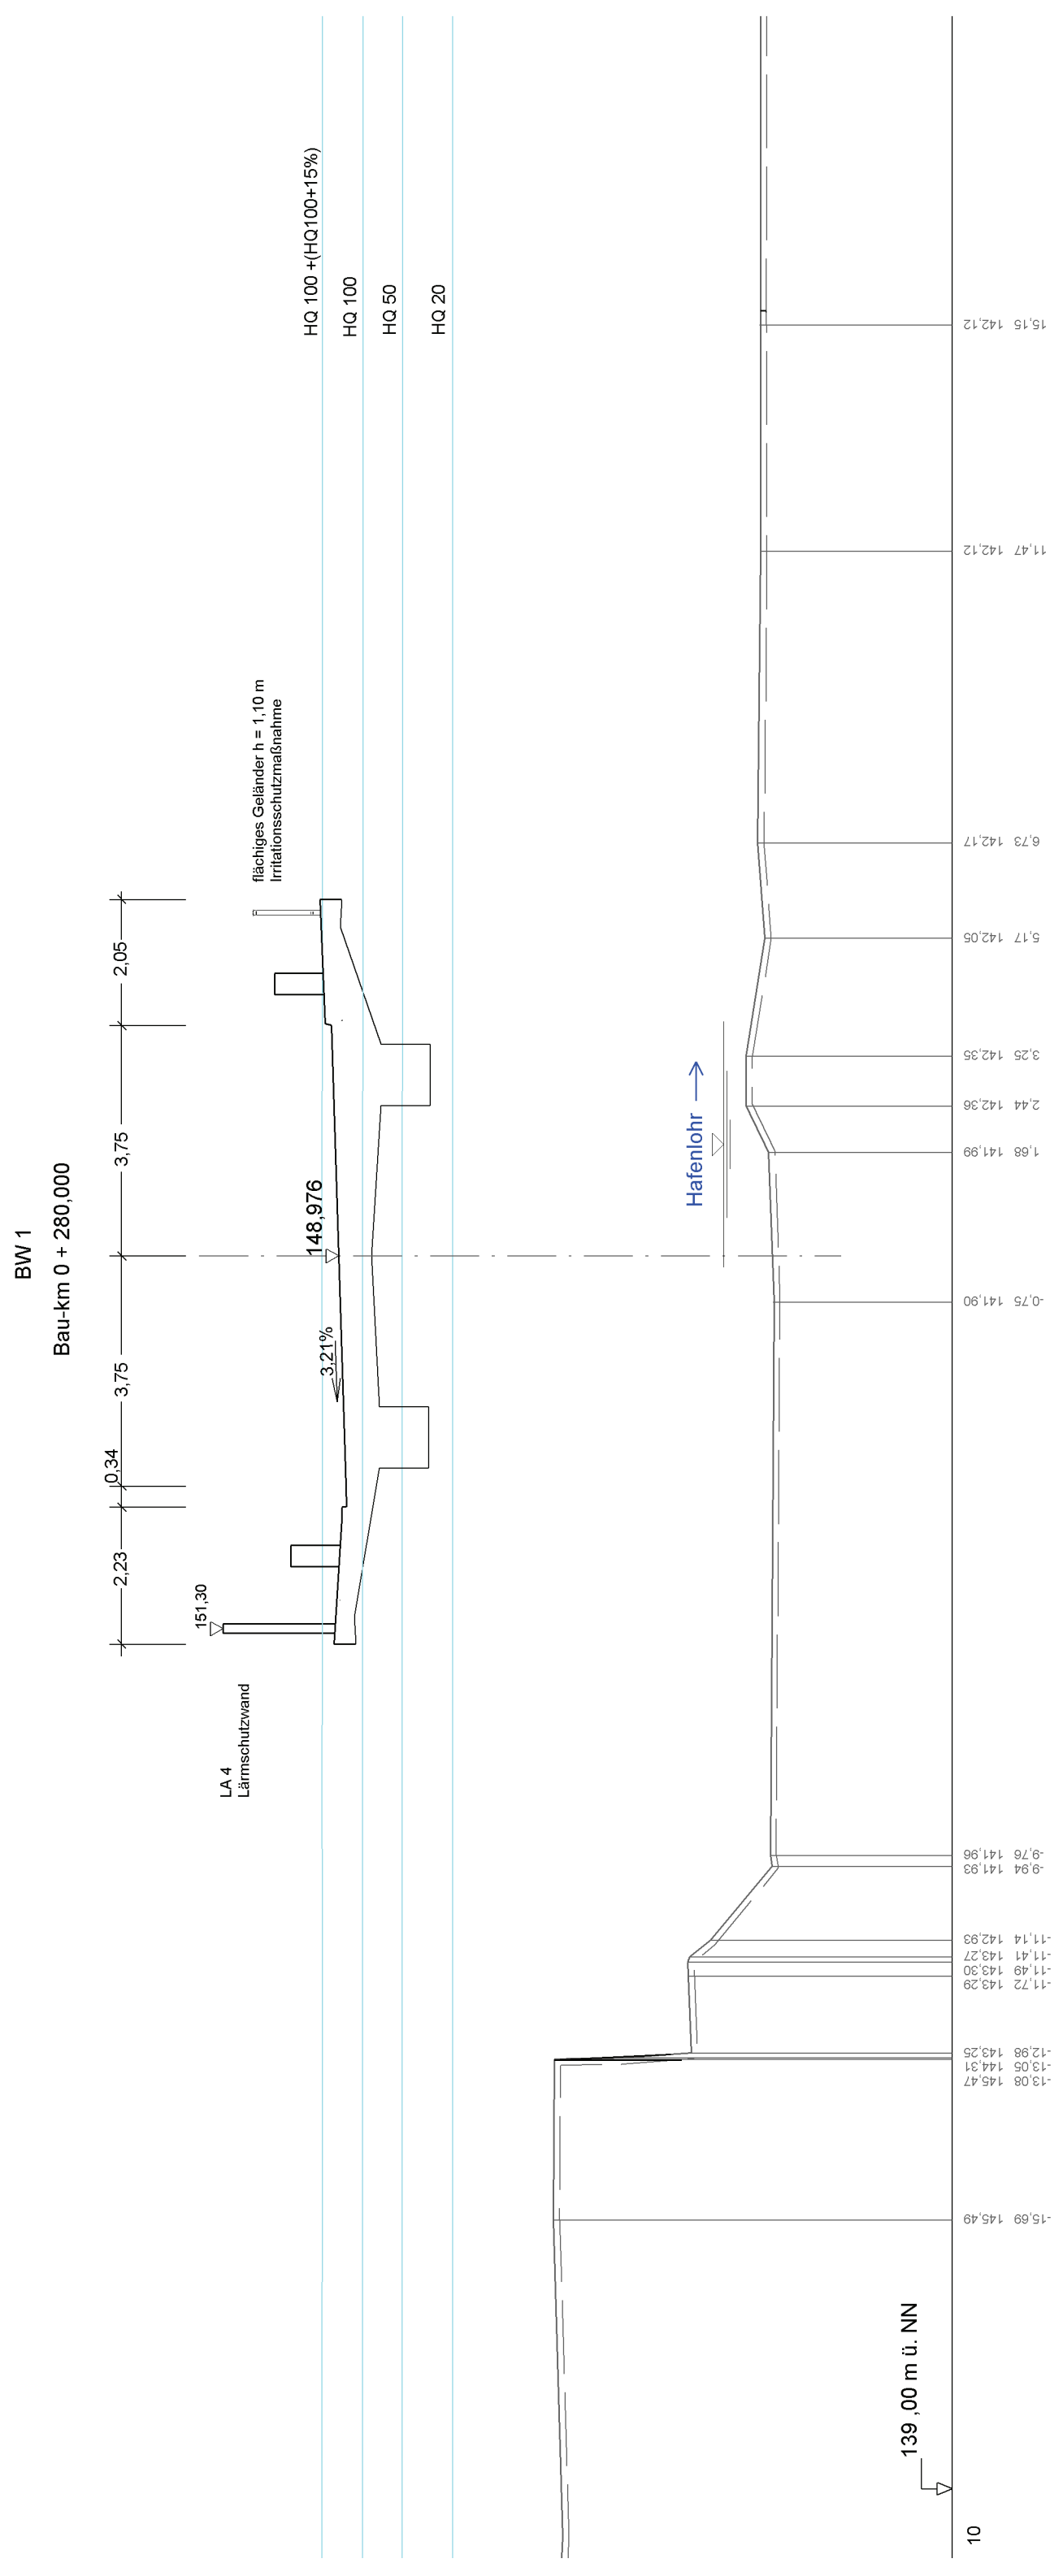 BW 1
Bau-km 0 + 280,000
2,23
0,34
3,75
3,75
2,05
LA 4
Lärmschutzwand
151,30
flächiges Geländer h = 1,10 m
Irritationsschutzmaßnahme
3,21%
148,976
HQ 100 +(HQ100+15%)
HQ 100
HQ 50
HQ 20
Hafenlohr
139 ,00 m ü. NN
10
15,15 142,12
11,47 142,12
6,73 142,17
5,17 142,05
3,25 142,35
2,44 142,36
1,68 141,99
-0,75 141,90
-9,76 141,96
-9,94 141,93
-11,14 142,93
-11,41 143,27
-11,49 143,30
-11,72 143,29
-12,98 143,25
-13,05 144,31
-13,08 145,47
-15,69 145,49